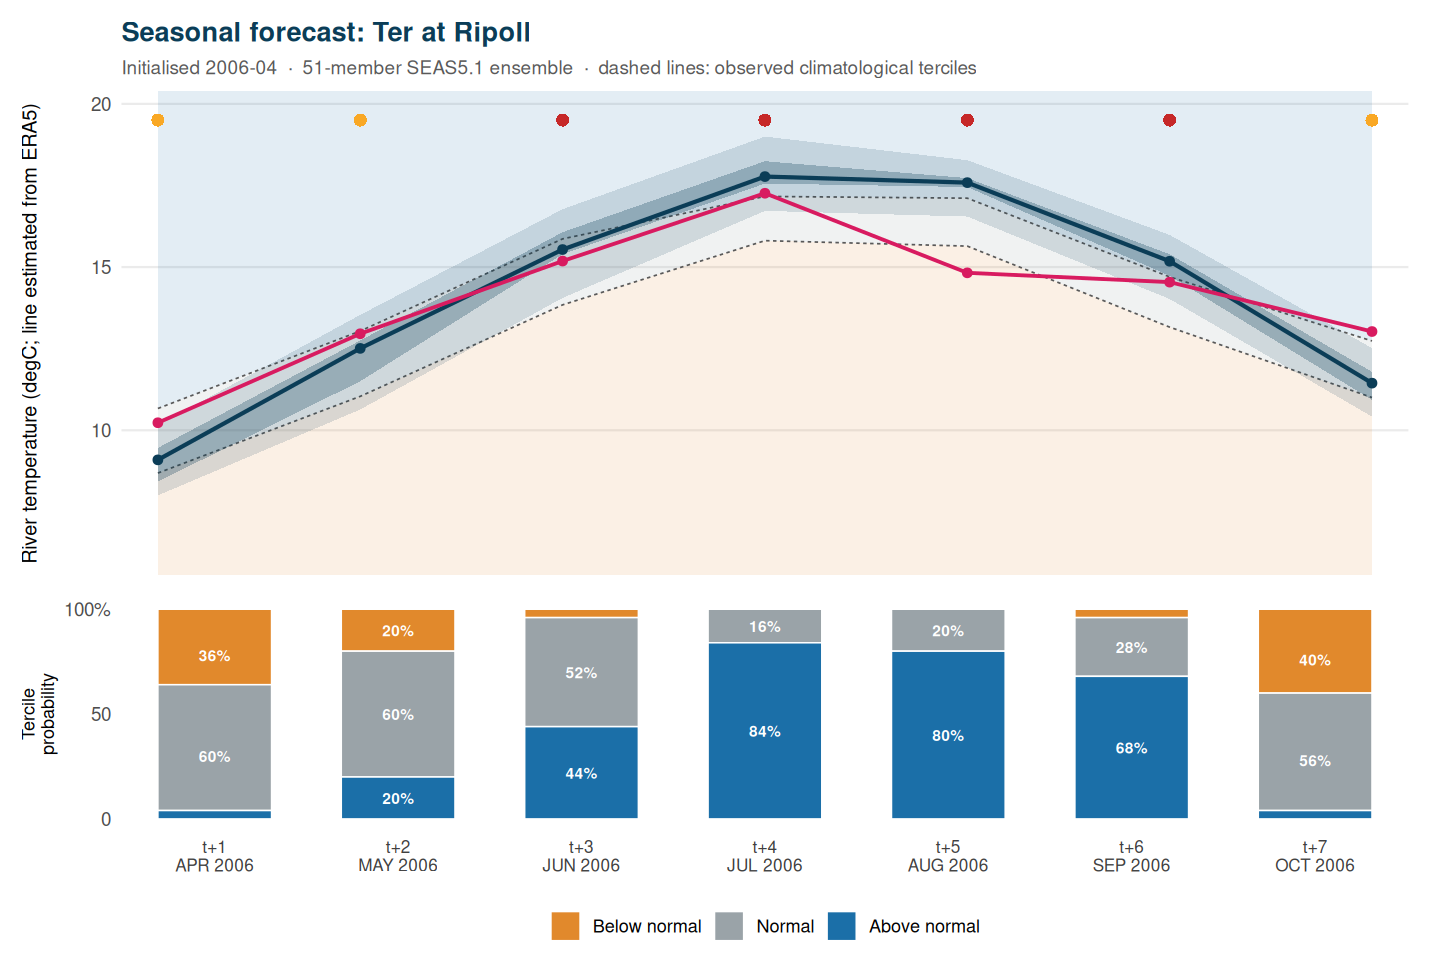 Seasonal forecast: Ter at Ripoll
Initialised 2006-04 · 51-member SEAS5.1 ensemble · dashed lines: observed climatological terciles
River temperature (degC; line estimated from ERA5)
20
15
10
Tercile
probability
100%
50
0
36%
60%
20%
60%
20%
52%
44%
16%
84%
20%
80%
28%
68%
40%
56%
t+1
APR 2006
t+2
MAY 2006
t+3
JUN 2006
t+4
JUL 2006
t+5
AUG 2006
t+6
SEP 2006
t+7
OCT 2006
Below normal
Normal
Above normal